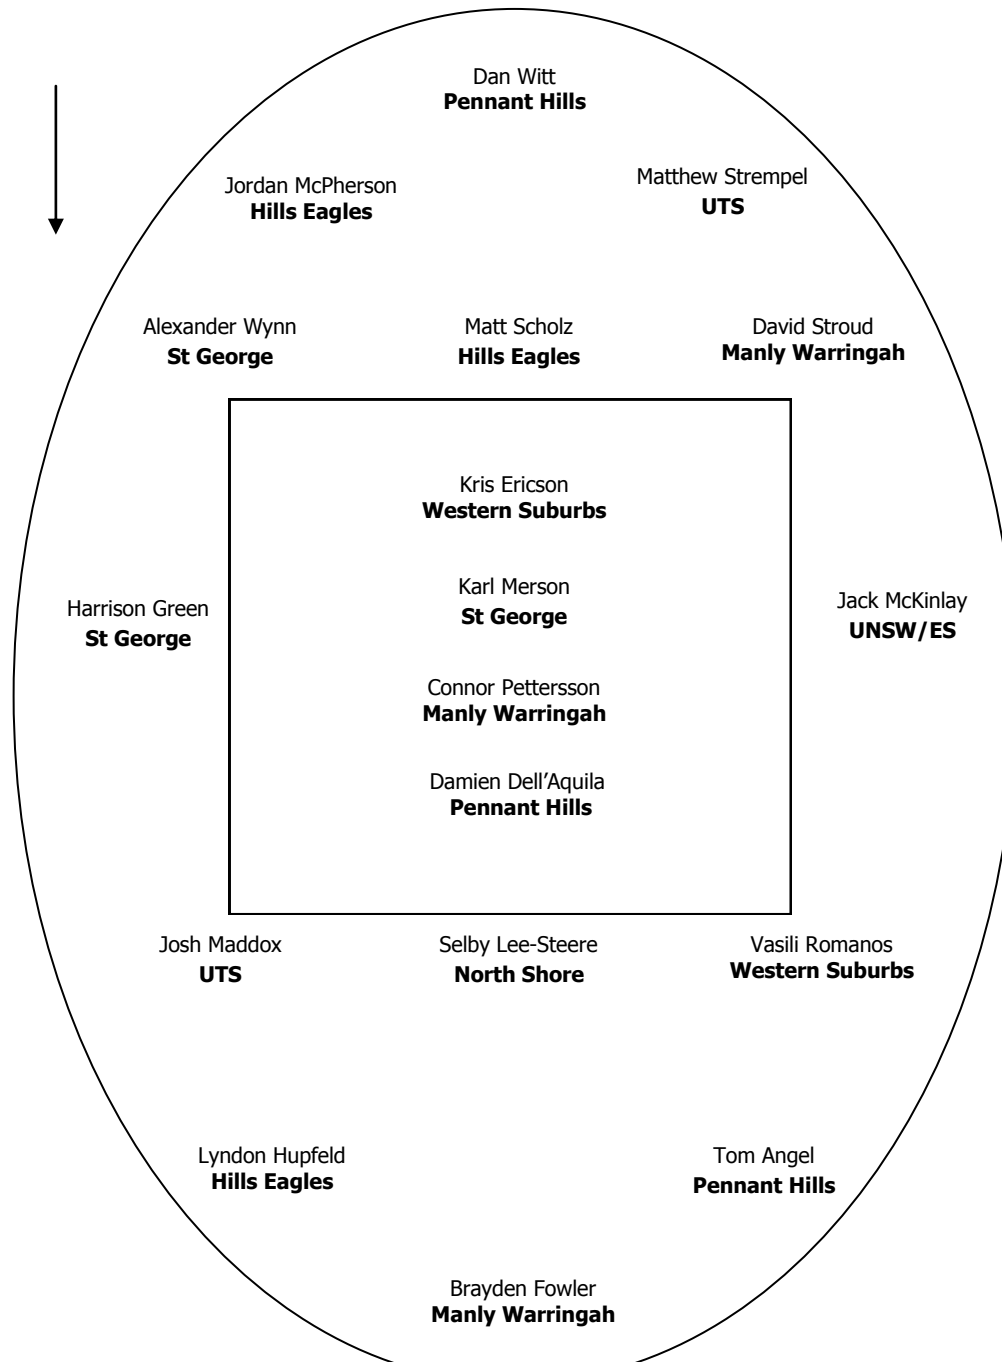 Dan Witt
Pennant Hills
Jordan McPherson
Hills Eagles
Matthew Strempel
UTS
Alexander Wynn
St George
Matt Scholz
Hills Eagles
David Stroud
Manly Warringah
Kris Ericson
Western Suburbs
Harrison Green
St George
Karl Merson
St George
Jack McKinlay
UNSW/ES
Connor Pettersson
Manly Warringah
Damien Dell’Aquila
Pennant Hills
Josh Maddox
UTS
Selby Lee-Steere
North Shore
Vasili Romanos
Western Suburbs
Lyndon Hupfeld
Hills Eagles
Tom Angel
Pennant Hills
Brayden Fowler
Manly Warringah